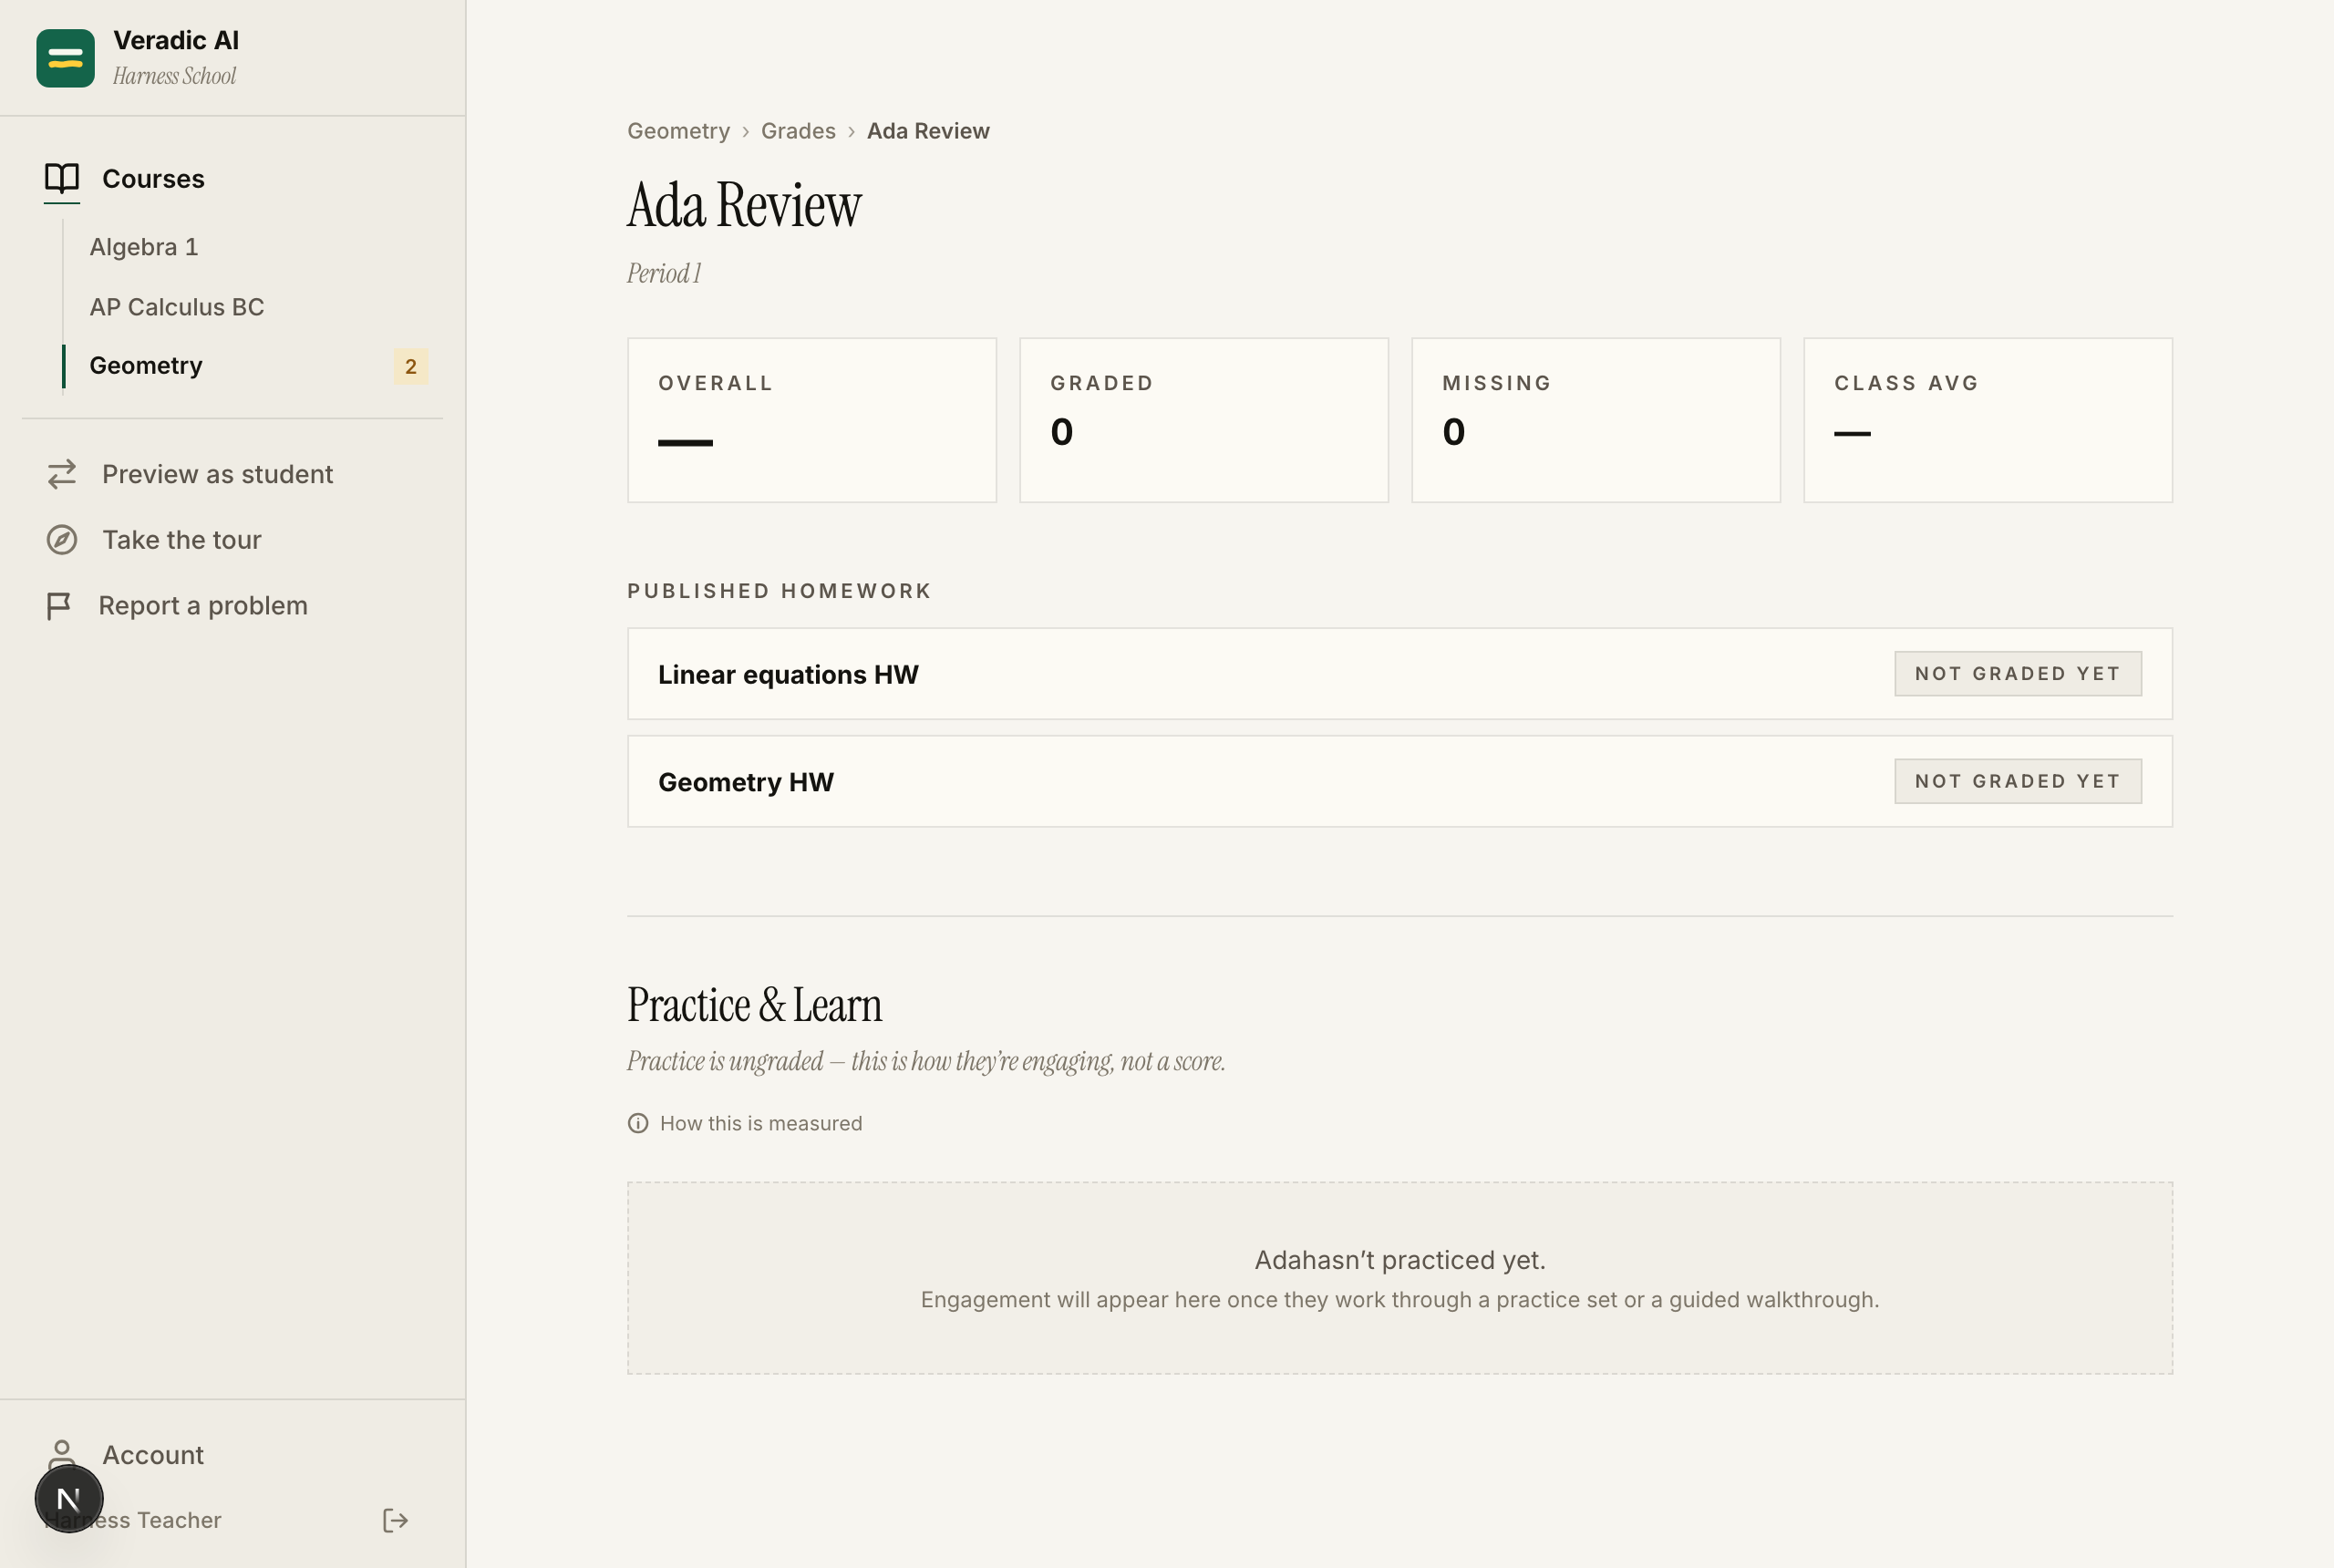 Veradic AI
Harness School
Courses
Algebra 1
AP Calculus BC
Geometry 2
Preview as student
Take the tour
Report a problem
Account
N
Harness Teacher
Geometry › Grades › Ada Review
Ada Review
Period 1
OVERALL
—
GRADED
0
MISSING
0
CLASS AVG
—
PUBLISHED HOMEWORK
Linear equations HW NOT GRADED YET
Geometry HW NOT GRADED YET
Practice & Learn
Practice is ungraded — this is how they’re engaging, not a score.
How this is measured
Adahasn’t practiced yet.
Engagement will appear here once they work through a practice set or a guided walkthrough.